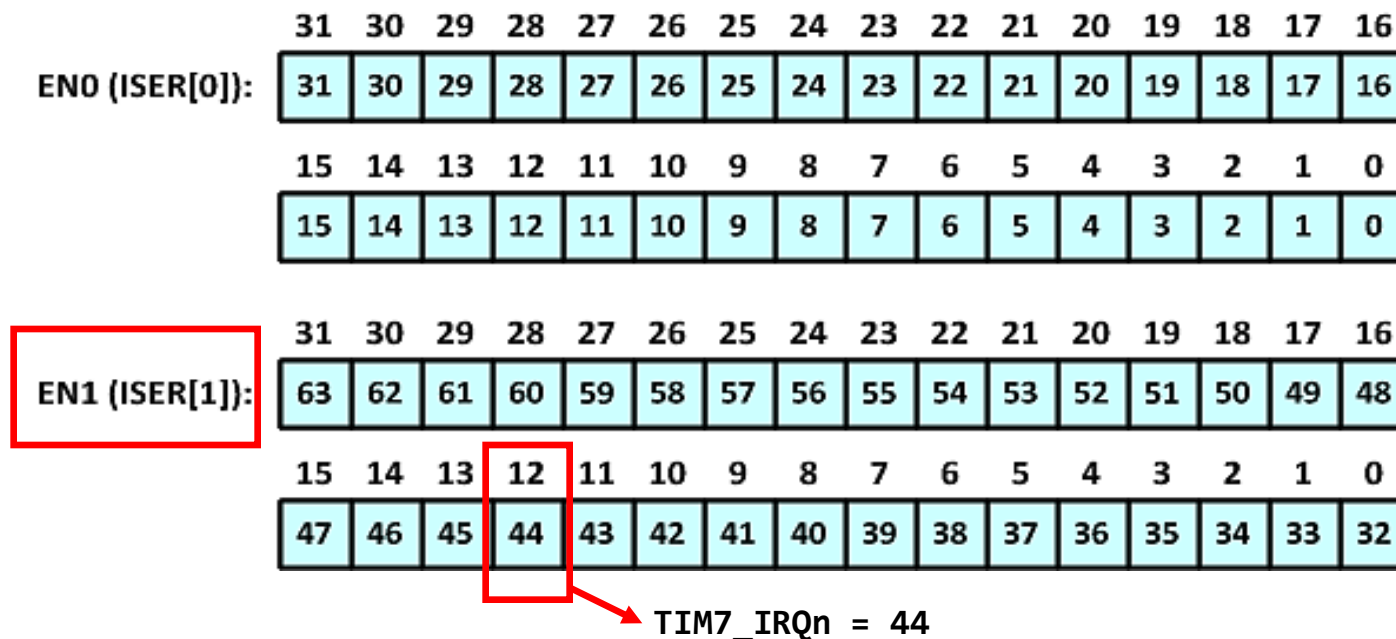 31 30 29 28 27 26 25 24 23 22 21 20 19 18 17 16
EN0 (ISER[0]): 31 30 29 28 27 26 25 24 23 22 21 20 19 18 17 16
15 14 13 12 11 10 9 8 7 6 5 4 3 2 1 0
15 14 13 12 11 10 9 8 7 6 5 4 3 2 1 0
31 30 29 28 27 26 25 24 23 22 21 20 19 18 17 16
EN1 (ISER[1]): 63 62 61 60 59 58 57 56 55 54 53 52 51 50 49 48
15 14 13 12 11 10 9 8 7 6 5 4 3 2 1 0
47 46 45 44 43 42 41 40 39 38 37 36 35 34 33 32
TIM7_IRQn = 44